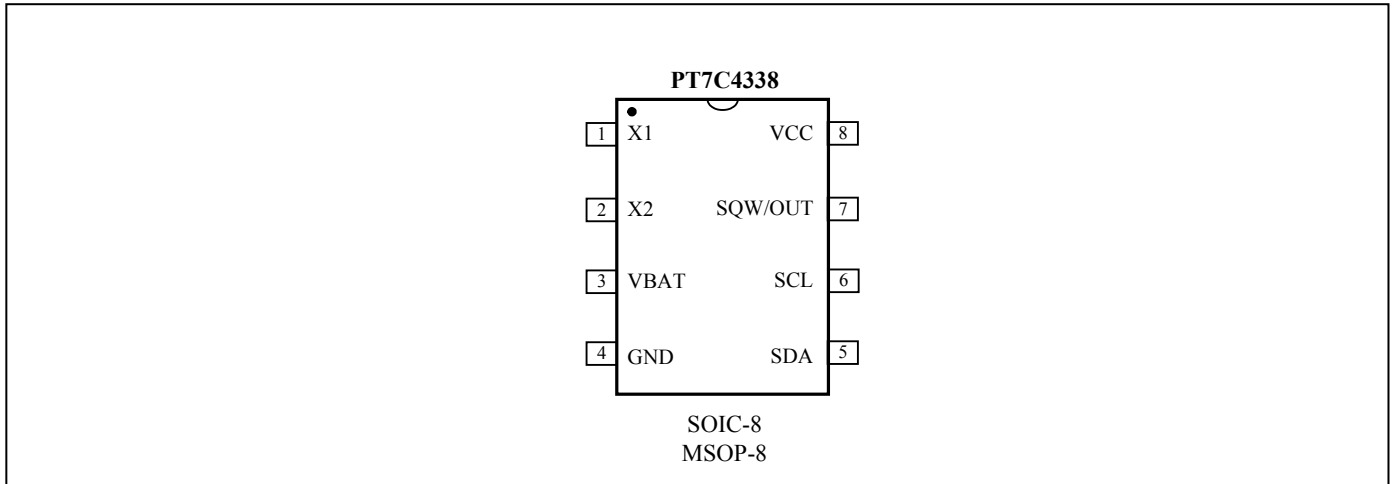 PT7C4338
1 X1 VCC 8
2 X2 SQW/OUT 7
3 VBAT SCL 6
4 GND SDA 5
SOIC-8
MSOP-8